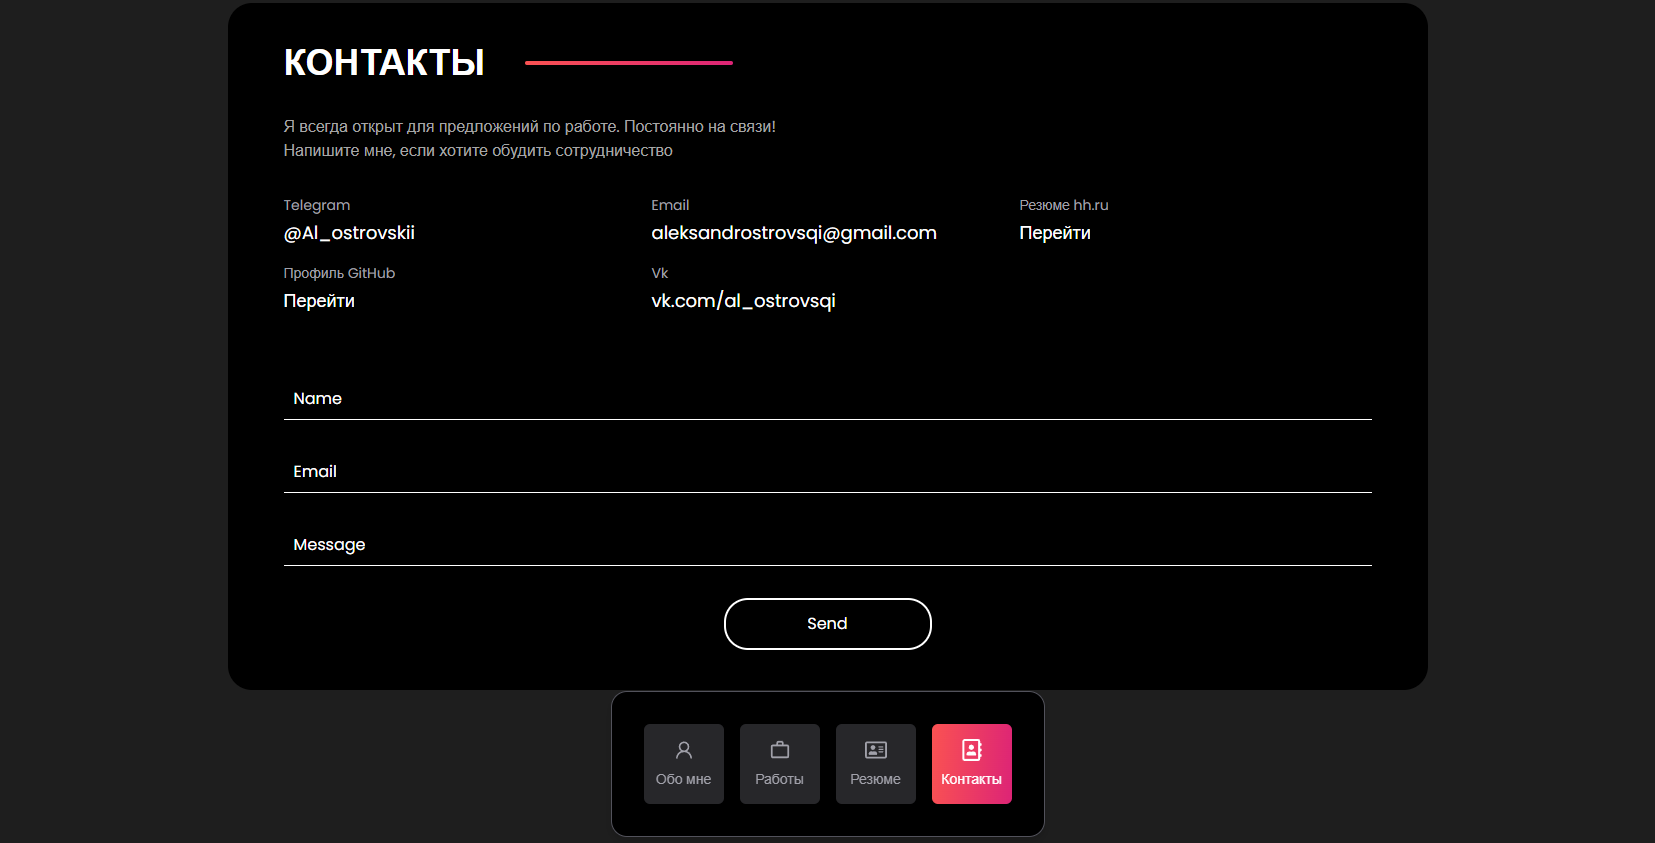 КОНТАКТЫ
Я всегда открыт для предложений по работе. Постоянно на связи!
Напишите мне, если хотите обудить сотрудничество
Telegram
@Al_ostrovskii
Email
aleksandrostrovsqi@gmail.com
Резюме hh.ru
Перейти
Профиль GitHub
Перейти
Vk
vk.com/al_ostrovsqi
Name
Email
Message
Send
Обо мне
Работы
Резюме
Контакты